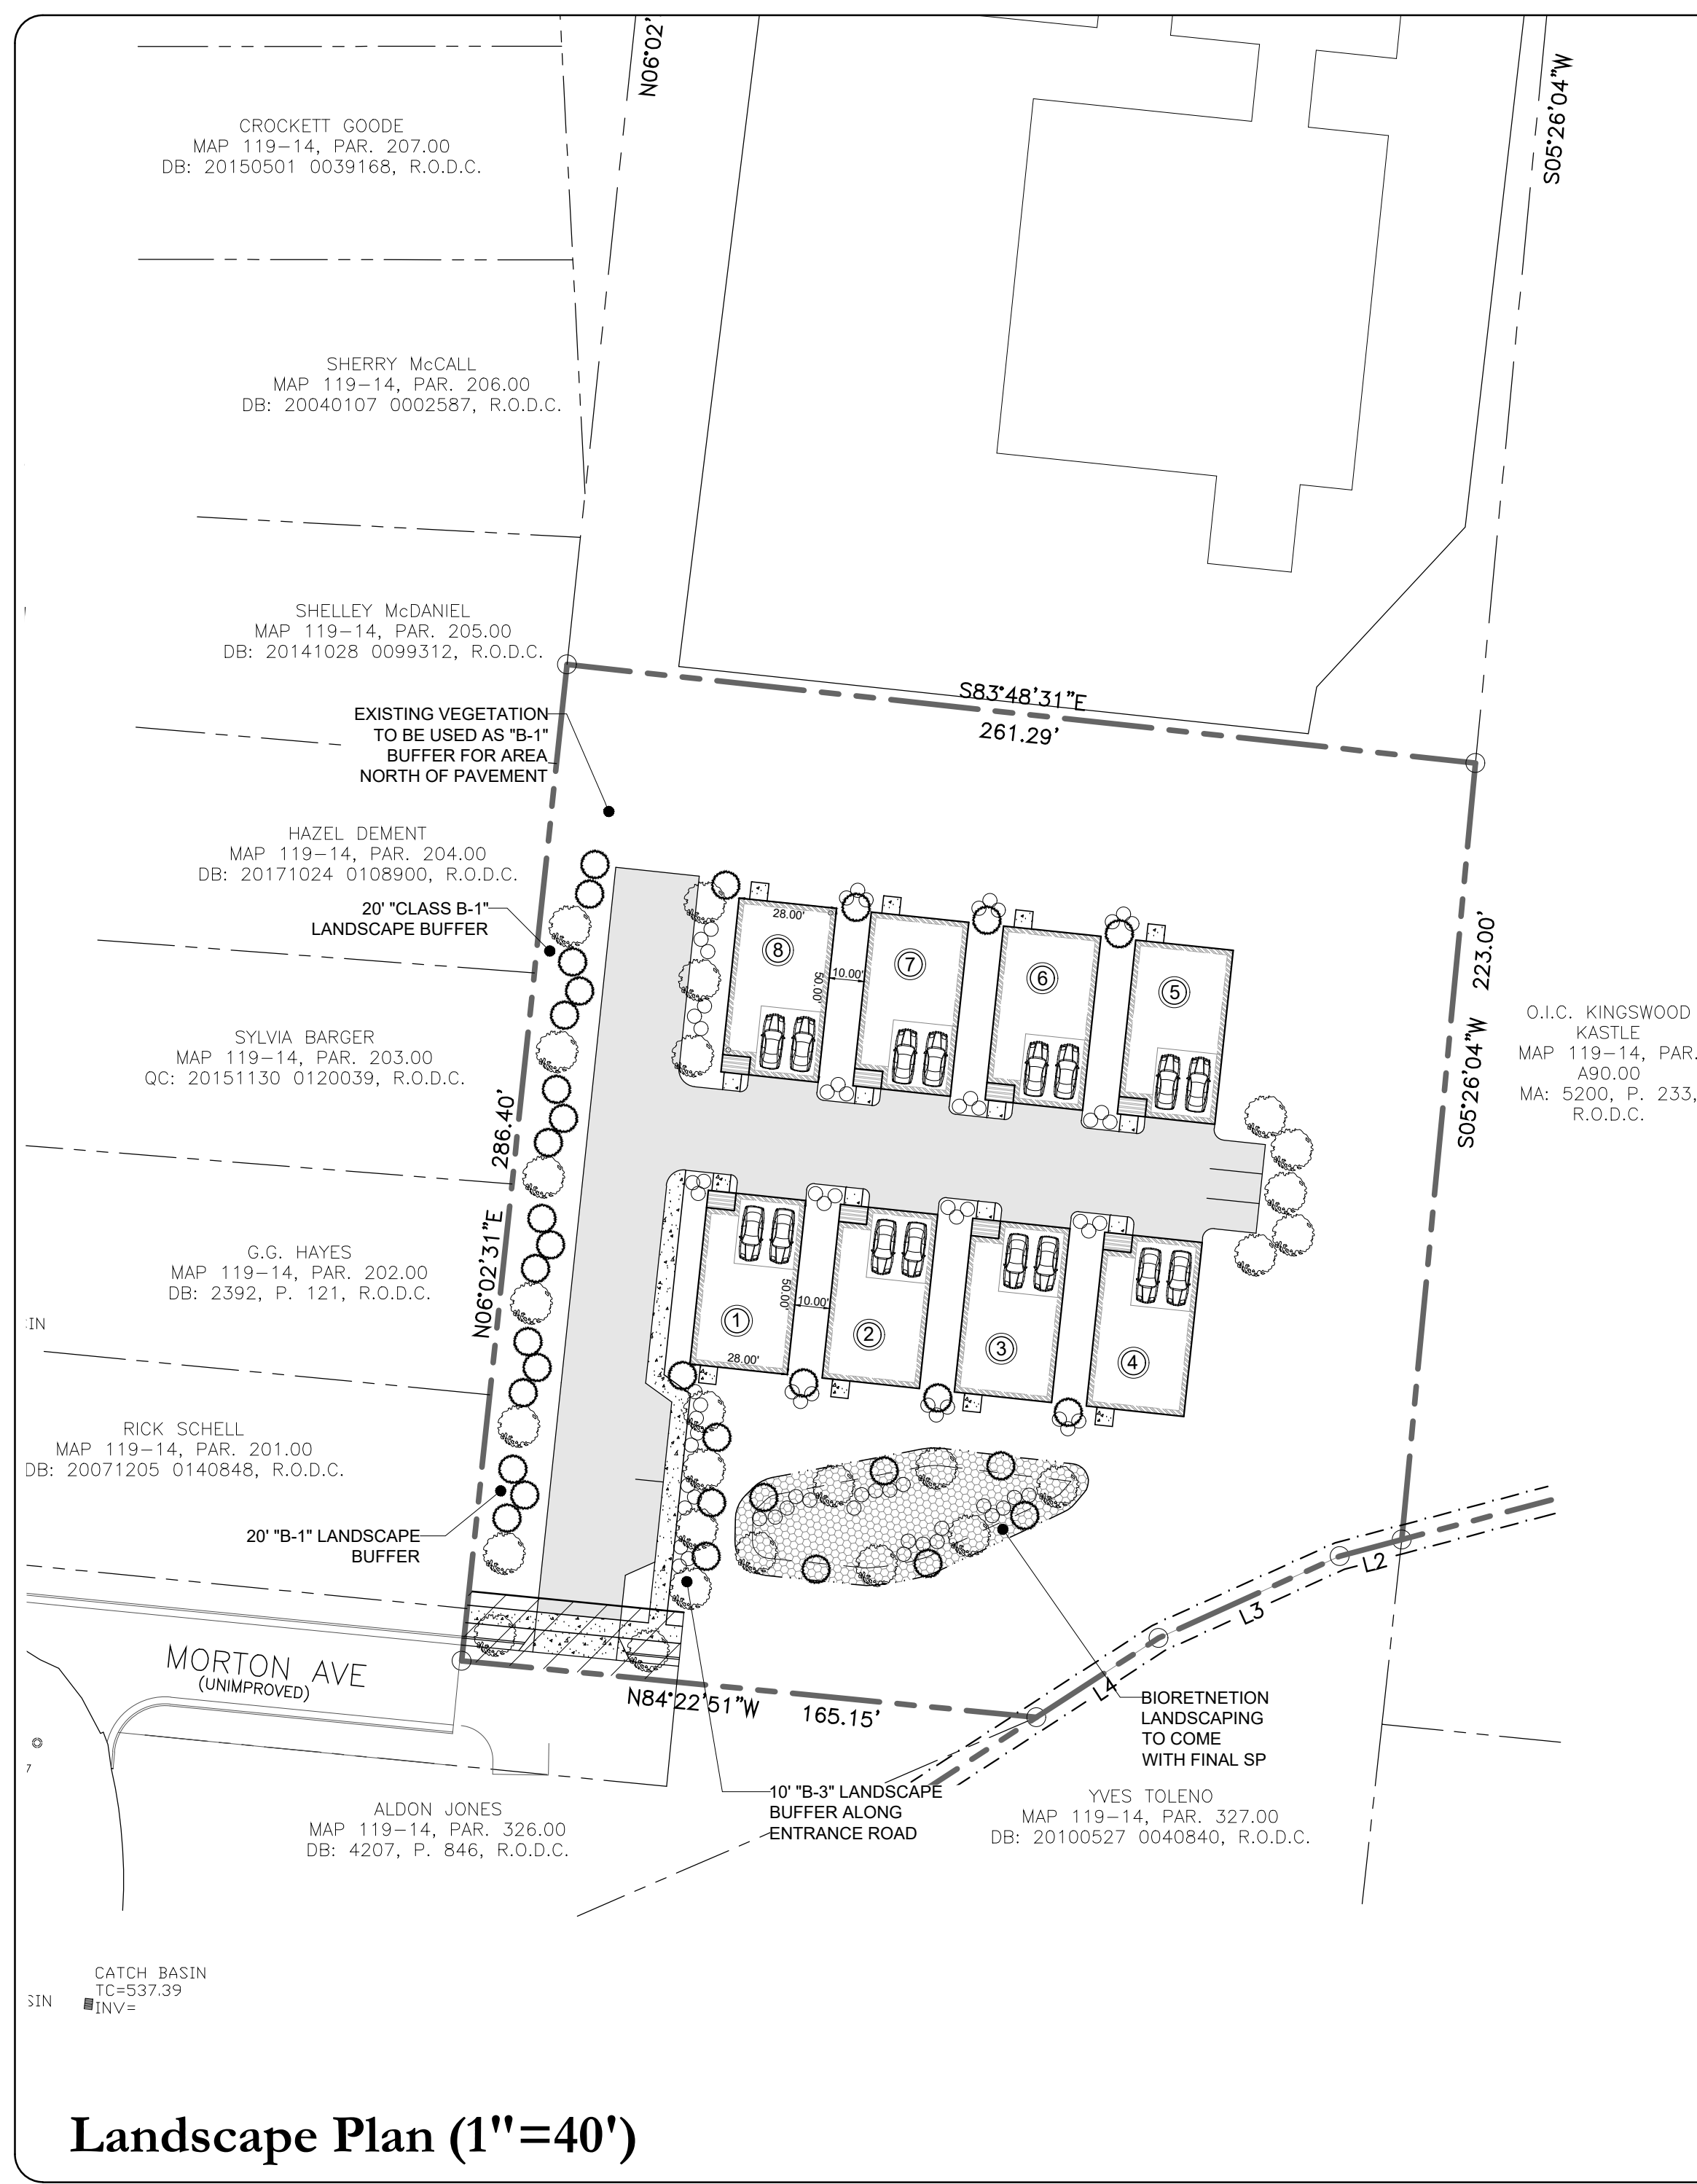 N06°02'
S05°26'04"W
CROCKETT GOODE
MAP 119-14, PAR. 207.00
DB: 20150501 0039168, R.O.D.C.
SHERRY McCALL
MAP 119-14, PAR. 206.00
DB: 20040107 0002587, R.O.D.C.
SHELLEY McDANIEL
MAP 119-14, PAR. 205.00
DB: 20141028 0099312, R.O.D.C.
S83°48'31"E
261.29'
EXISTING VEGETATION
TO BE USED AS "B-1"
BUFFER FOR AREA
NORTH OF PAVEMENT
HAZEL DEMENT
MAP 119-14, PAR. 204.00
DB: 20171024 0108900, R.O.D.C.
20' "CLASS B-1"
LANDSCAPE BUFFER
28.00'
8
7
6
5
50.00'
10.00'
S05°26'04"W 223.00'
O.I.C. KINGSWOOD
KASTLE
MAP 119-14, PAR.
A90.00
MA: 5200, P. 233,
R.O.D.C.
SYLVIA BARGER
MAP 119-14, PAR. 203.00
QC: 20151130 0120039, R.O.D.C.
N06°02'31"E 286.40'
G.G. HAYES
MAP 119-14, PAR. 202.00
DB: 2392, P. 121, R.O.D.C.
IN
50.00'
10.00'
1
2
3
4
28.00'
RICK SCHELL
MAP 119-14, PAR. 201.00
DB: 20071205 0140848, R.O.D.C.
20' "B-1" LANDSCAPE
BUFFER
L2
L3
L4
MORTON AVE
(UNIMPROVED)
N84°22'51"W 165.15'
BIORETNETION
LANDSCAPING
TO COME
WITH FINAL SP
7
10' "B-3" LANDSCAPE
BUFFER ALONG
ENTRANCE ROAD
YVES TOLENO
MAP 119-14, PAR. 327.00
DB: 20100527 0040840, R.O.D.C.
ALDON JONES
MAP 119-14, PAR. 326.00
DB: 4207, P. 846, R.O.D.C.
CATCH BASIN
TC=537.39
INV=
SIN
Landscape Plan (1"=40')